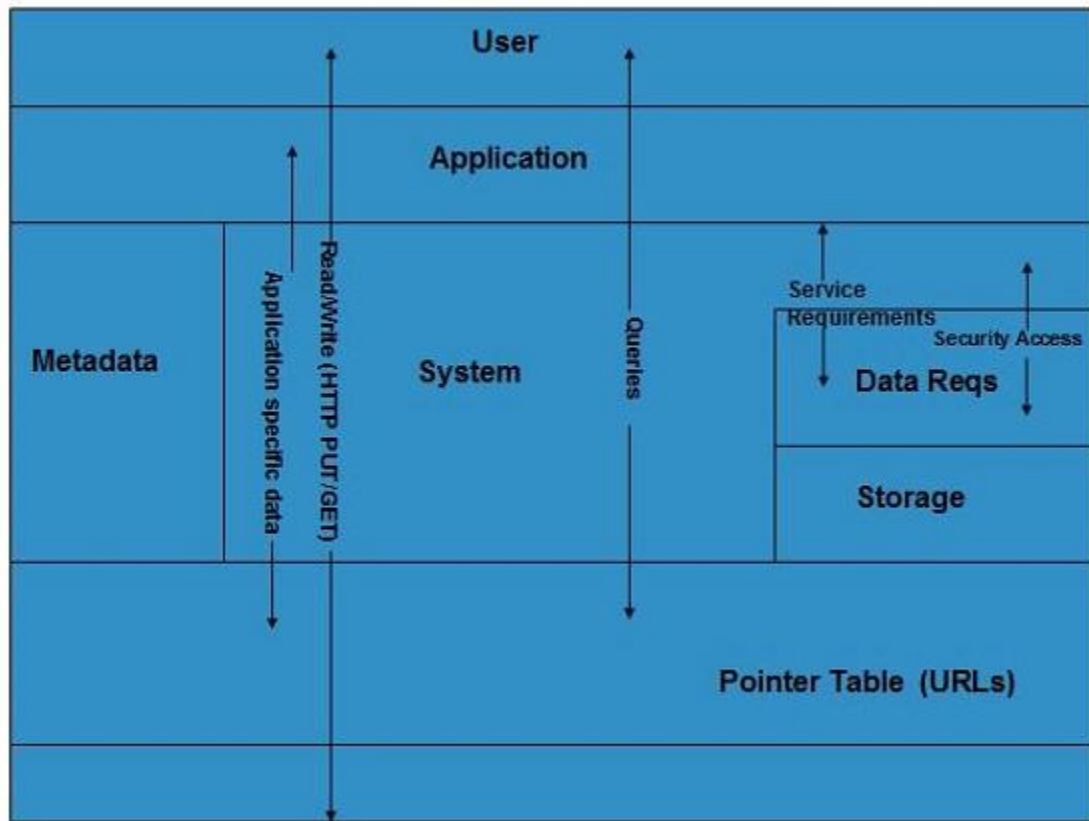 User
Application
Metadata
Application specific data
Read/Write (HTTP PUT/GET)
System
Queries
Service
Requirements
Security Access
Data Reqs
Storage
Pointer Table (URLs)